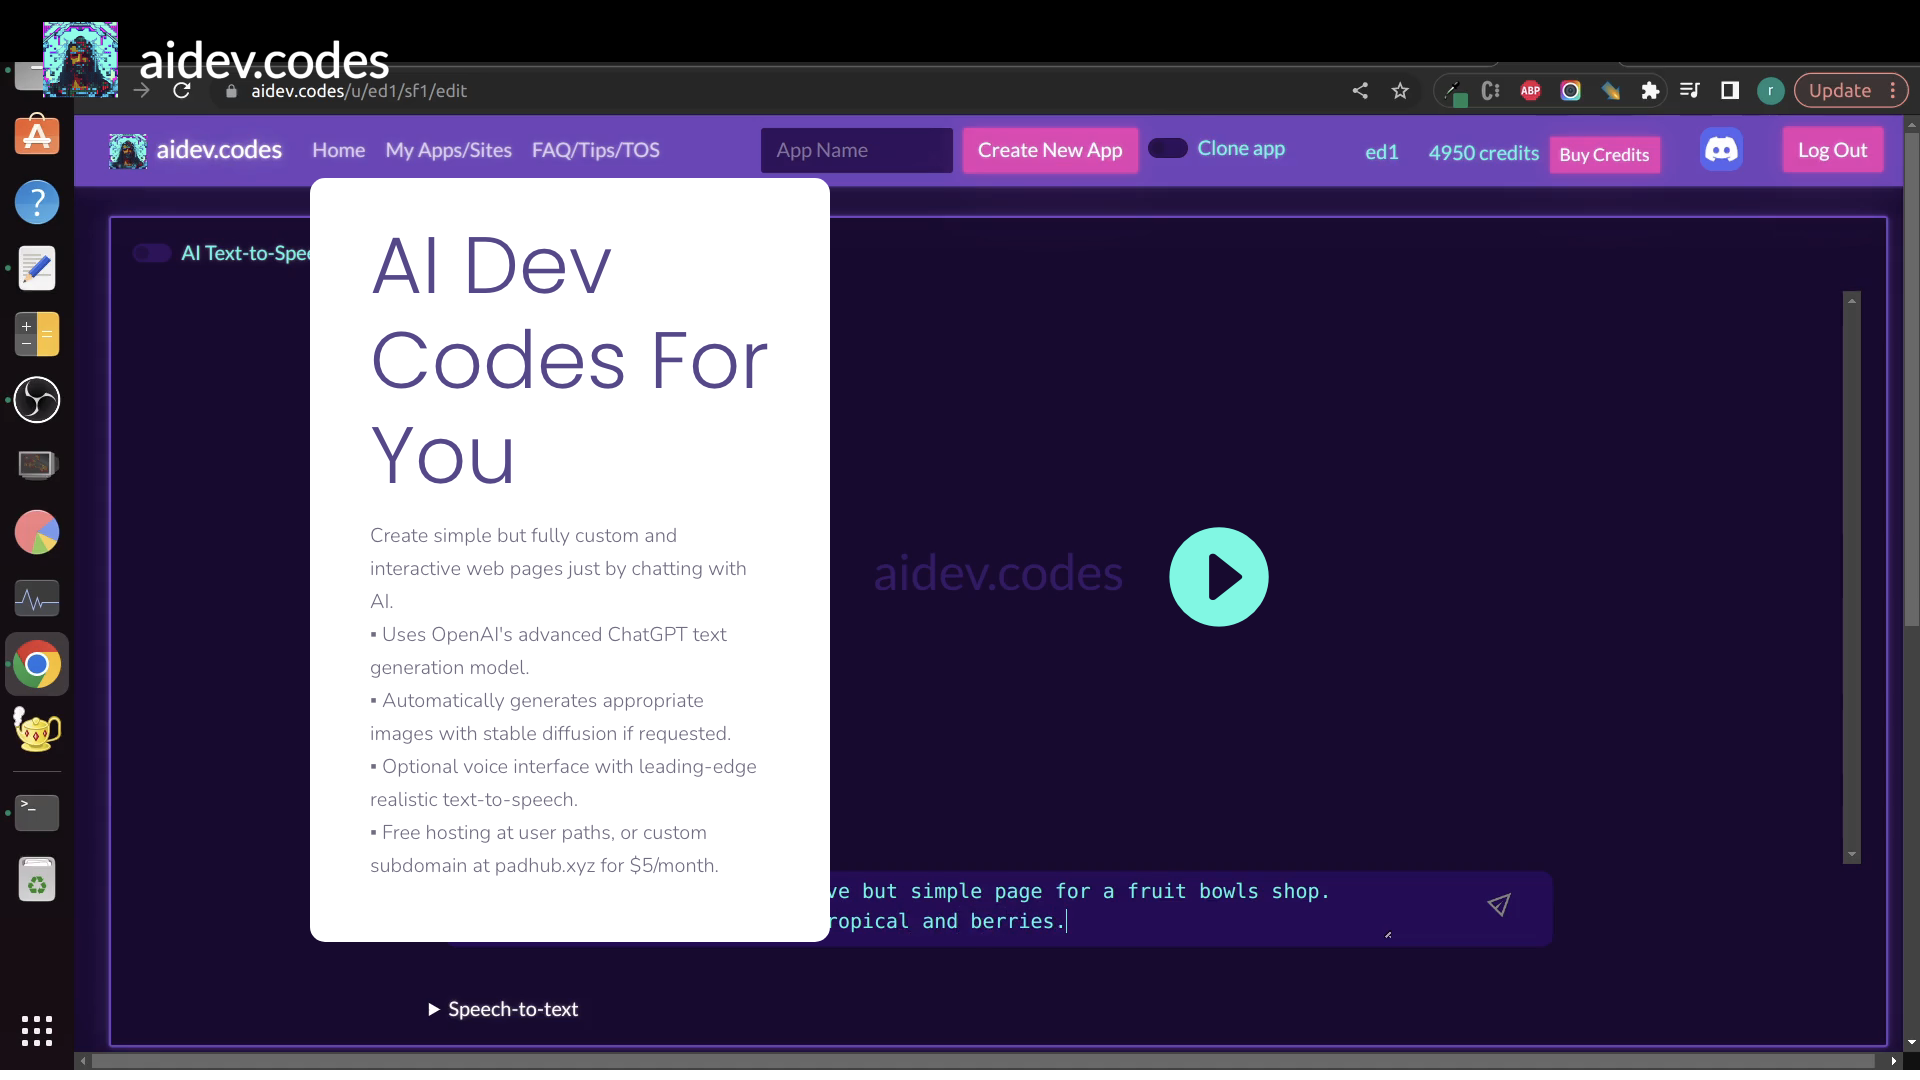 aidev.codes
aidev.codes/u/ed1/sf1/edit
ABP
r
Update
aidev.codes
Home
My Apps/Sites
FAQ/Tips/TOS
App Name
Create New App
Clone app
ed1
4950 credits
Buy Credits
Log Out
AI Text-to-Spee
AI Dev
Codes For
You
Create simple but fully custom and
interactive web pages just by chatting with
AI.
▪ Uses OpenAI's advanced ChatGPT text
generation model.
▪ Automatically generates appropriate
images with stable diffusion if requested.
▪ Optional voice interface with leading-edge
realistic text-to-speech.
▪ Free hosting at user paths, or custom
subdomain at padhub.xyz for $5/month.
aidev.codes
ve but simple page for a fruit bowls shop.
ropical and berries.
Speech-to-text